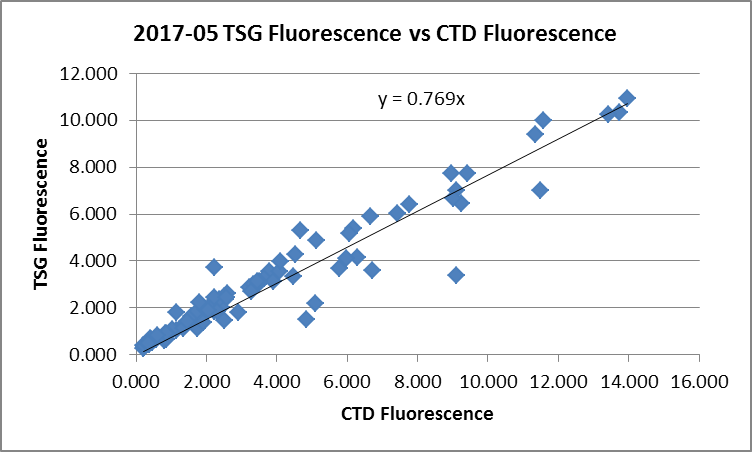 2017-05 TSG Fluorescence vs CTD Fluorescence
y = 0.769x
TSG Fluorescence
12.000
10.000
8.000
6.000
4.000
2.000
0.000
0.000 2.000 4.000 6.000 8.000 10.000 12.000 14.000 16.000
CTD Fluorescence